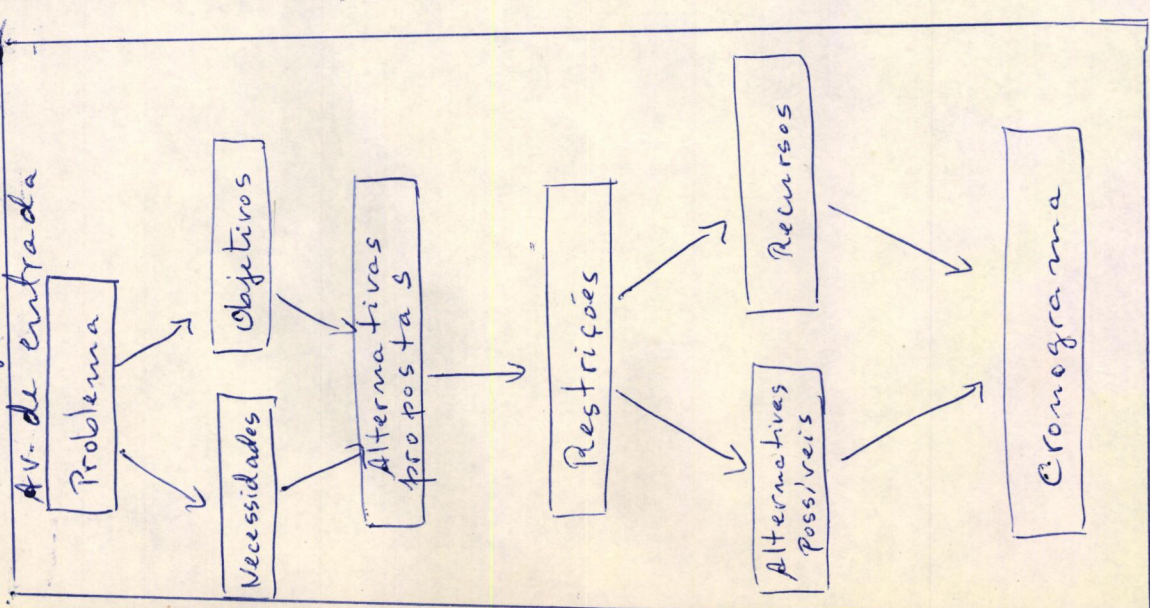 Av. de entrada
Problema
Necessidades
Objetivos
Alternativas
propostas
Restrições
Alternativas
Possíveis
Recursos
Cronograma